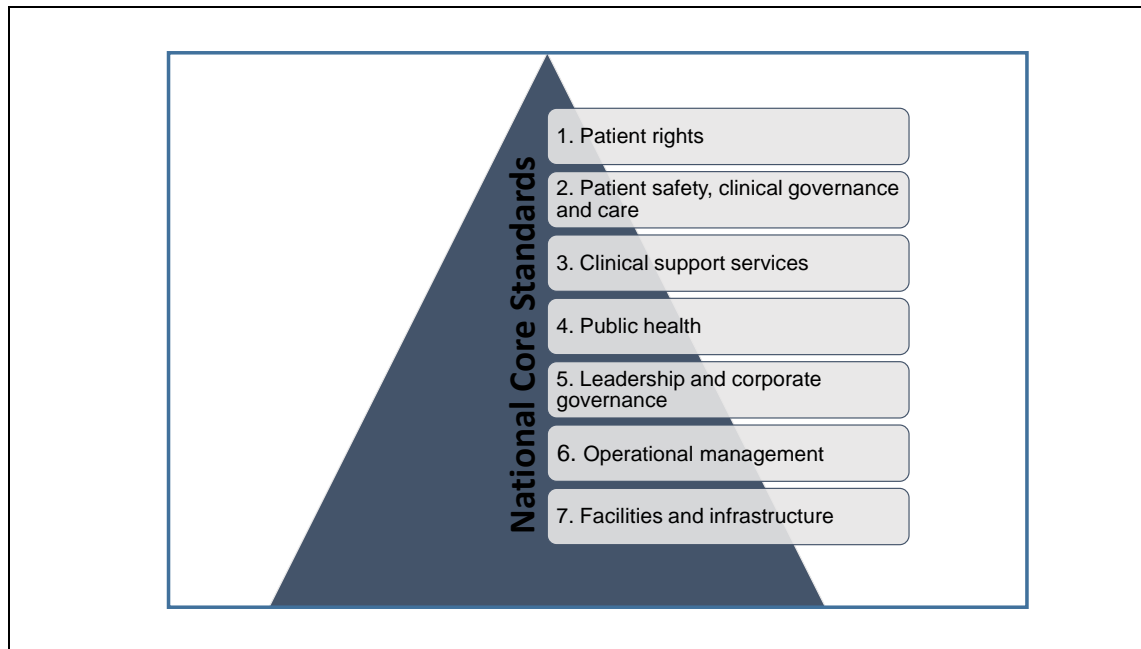 National Core Standards
1. Patient rights
2. Patient safety, clinical governance
and care
3. Clinical support services
4. Public health
5. Leadership and corporate
governance
6. Operational management
7. Facilities and infrastructure